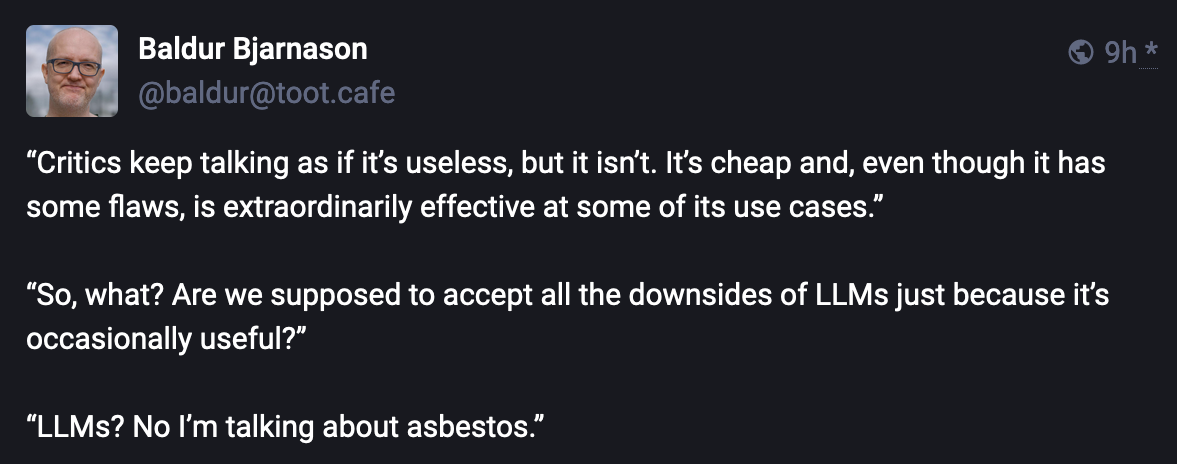 Baldur Bjarnason
9h *
@baldur@toot.cafe
“Critics keep talking as if it’s useless, but it isn’t. It’s cheap and, even though it has
some flaws, is extraordinarily effective at some of its use cases.”
“So, what? Are we supposed to accept all the downsides of LLMs just because it’s
occasionally useful?”
“LLMs? No I’m talking about asbestos.”